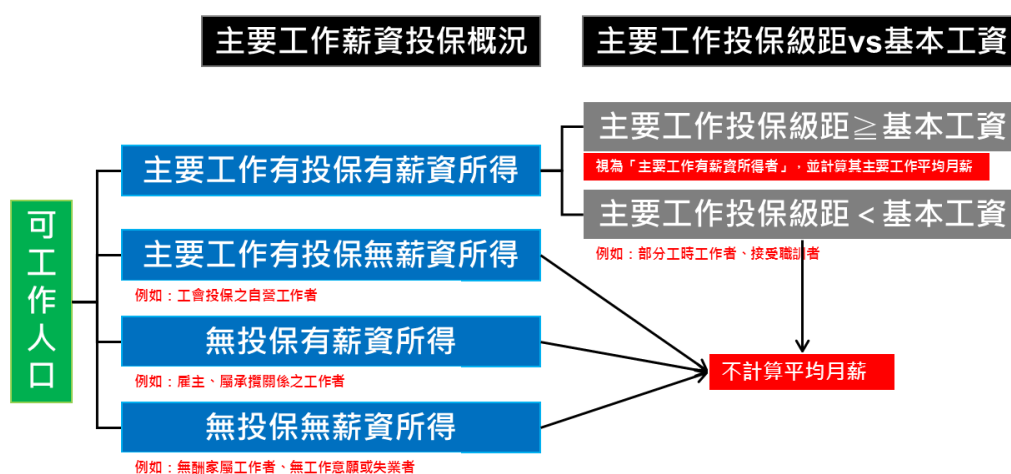 主要工作薪資投保概況
主要工作投保級距vs基本工資
可工作人口
主要工作有投保有薪資所得
主要工作投保級距≧基本工資
視為「主要工作有薪資所得者」，並計算其主要工作平均月薪
主要工作投保級距＜基本工資
例如：部分工時工作者、接受職訓者
主要工作有投保無薪資所得
例如：工會投保之自營工作者
無投保有薪資所得
例如：雇主、屬承攬關係之工作者
無投保無薪資所得
例如：無酬家屬工作者、無工作意願或失業者
不計算平均月薪